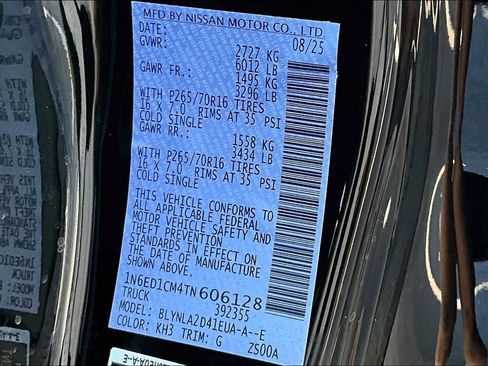 MFD BY NISSAN MOTOR CO., LTD.
DATE: 08/25
GVWR: 2727 KG
6012 LB
GAWR FR.: 1495 KG
3296 LB
WITH P265/70R16 TIRES
16 X 7.0 RIMS AT 35 PSI
COLD SINGLE
GAWR RR.: 1558 KG
3434 LB
WITH P265/70R16 TIRES
16 X 7.0 RIMS AT 35 PSI
COLD SINGLE
THIS VEHICLE CONFORMS TO
ALL APPLICABLE FEDERAL
MOTOR VEHICLE SAFETY AND
THEFT PREVENTION
STANDARDS IN EFFECT ON
THE DATE OF MANUFACTURE
SHOWN ABOVE.
1N6ED1CM4TN606128
TRUCK 392355
MODEL: BLYNLA2D41EUA-A--E
COLOR: KH3 TRIM: G ZS00A